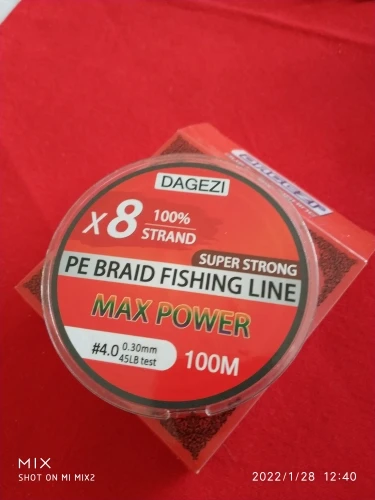 DAGEZI
x8 100%
STRAND
SUPER STRONG
PE BRAID FISHING LINE
MAX POWER
#4.0 0.30mm
45LB test
100M
MIX
SHOT ON MI MIX2
2022/1/28 12:40